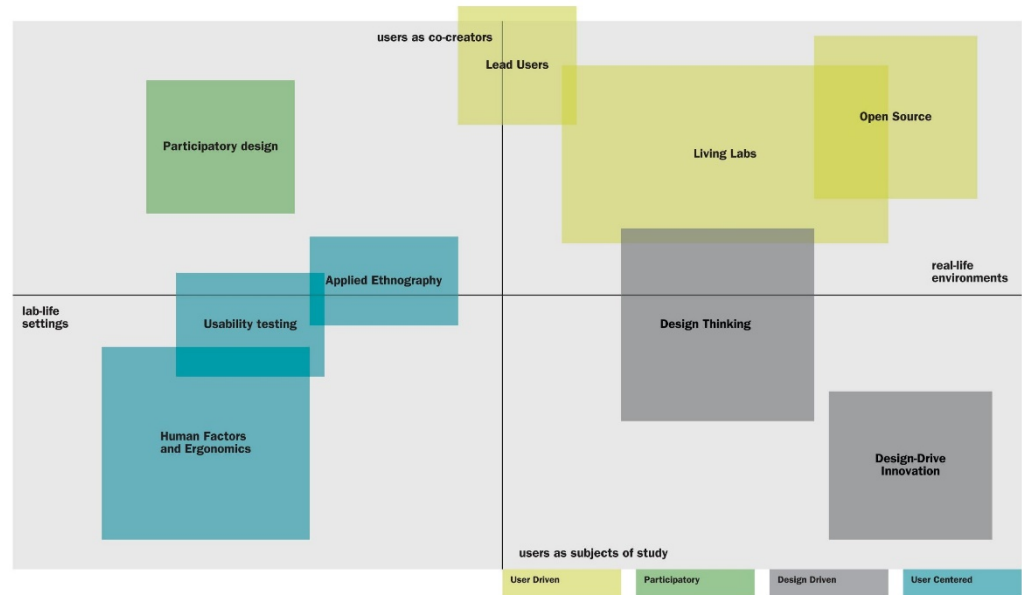 users as co-creators
Lead Users
Open Source
Participatory design
Living Labs
real-life
environments
Applied Ethnography
lab-life
settings
Usability testing
Design Thinking
Human Factors
and Ergonomics
Design-Drive
Innovation
users as subjects of study
User Driven
Participatory
Design Driven
User Centered